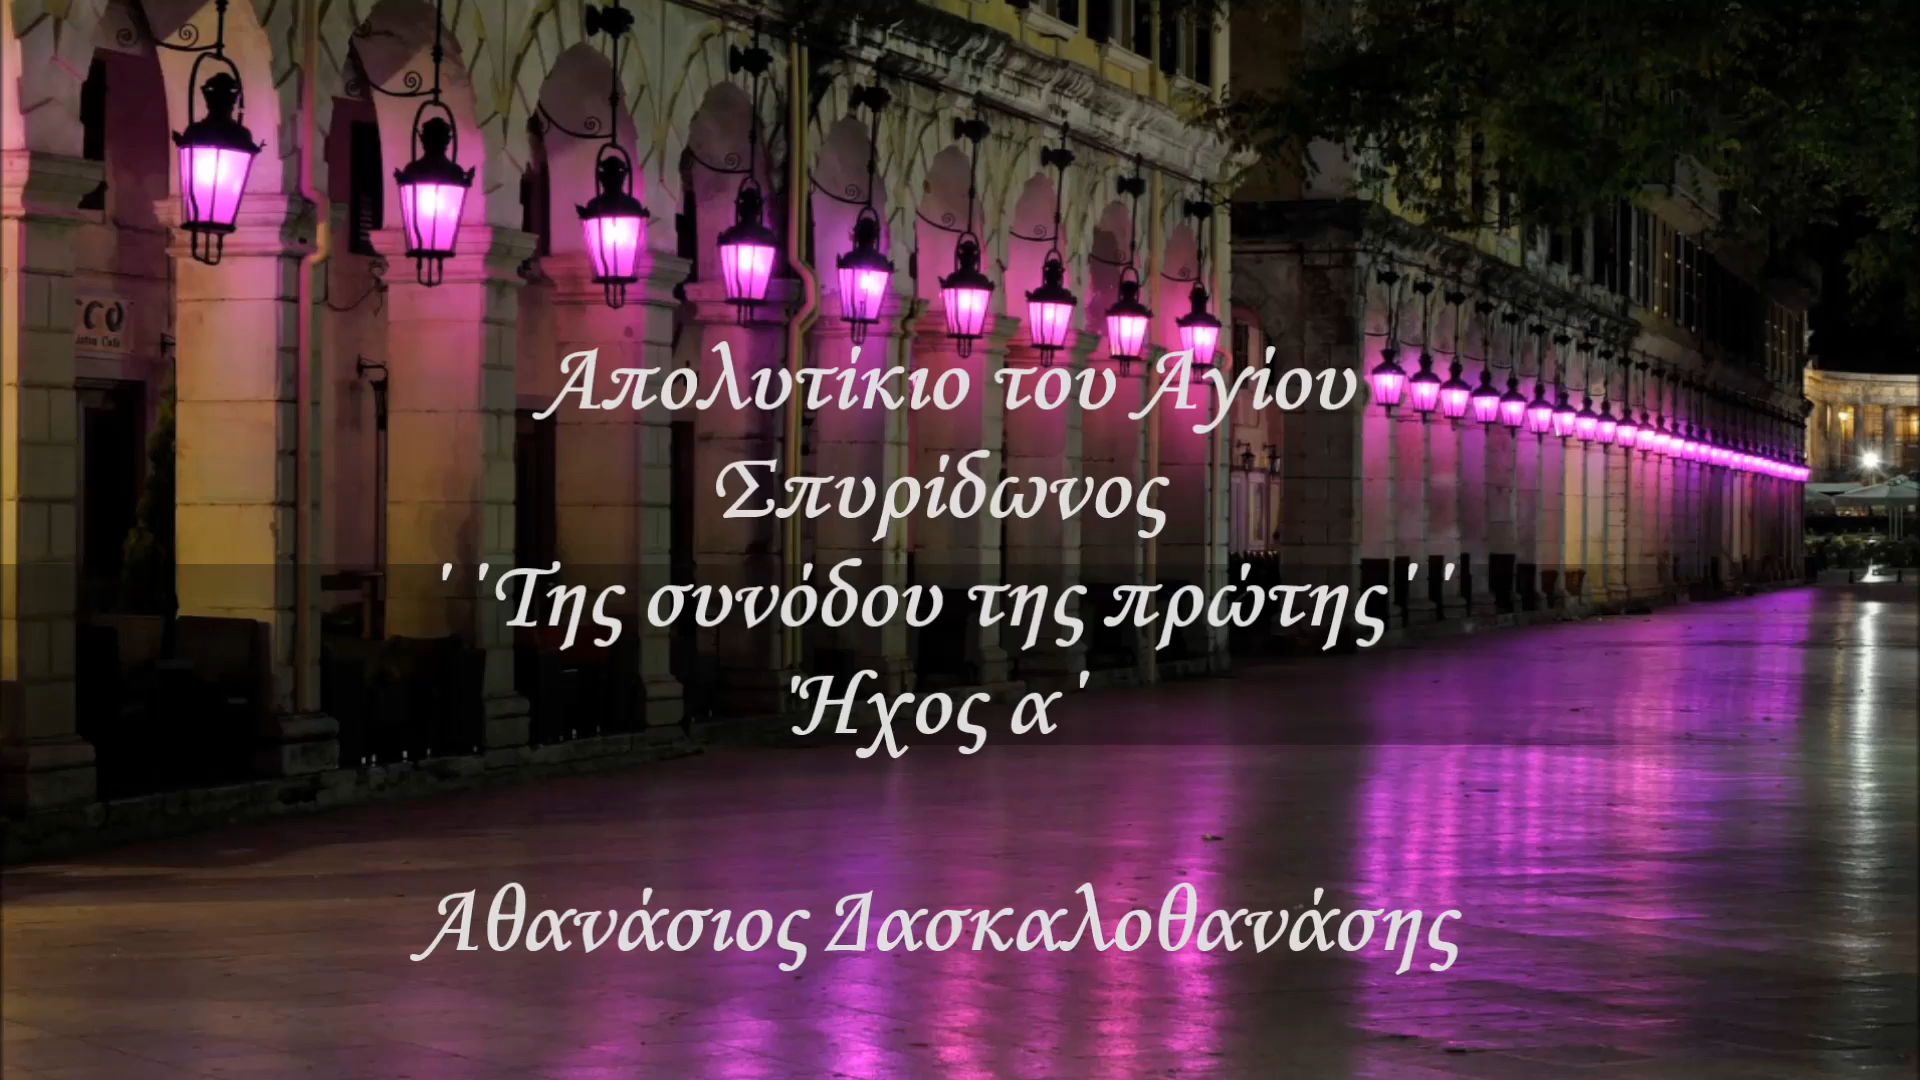 Απολυτίκιο του Αγίου
Σπυρίδωνος
΄΄Της συνόδου της πρώτης΄΄
Ήχος α΄
Αθανάσιος Δασκαλοθανάσης